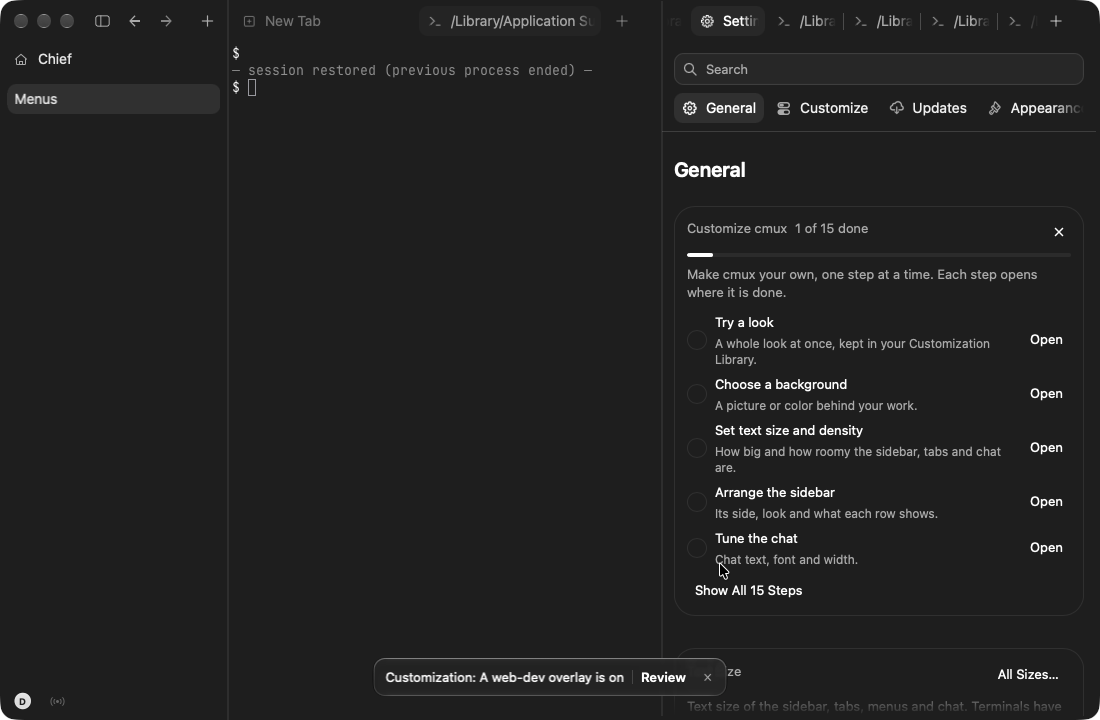 New Tab
/Library/Application Su
Settin
/Libra
/Libra
/Libra
Chief
Menus
$
— session restored (previous process ended) —
$
Search
General
Customize
Updates
Appearanc
General
Customize cmux 1 of 15 done
Make cmux your own, one step at a time. Each step opens
where it is done.
Try a look
A whole look at once, kept in your Customization
Library.
Open
Choose a background
A picture or color behind your work.
Open
Set text size and density
How big and how roomy the sidebar, tabs and chat
are.
Open
Arrange the sidebar
Its side, look and what each row shows.
Open
Tune the chat
Chat text, font and width.
Open
Show All 15 Steps
Customization: A web-dev overlay is on
Review
All Sizes...
Text size of the sidebar, tabs, menus and chat. Terminals have
D